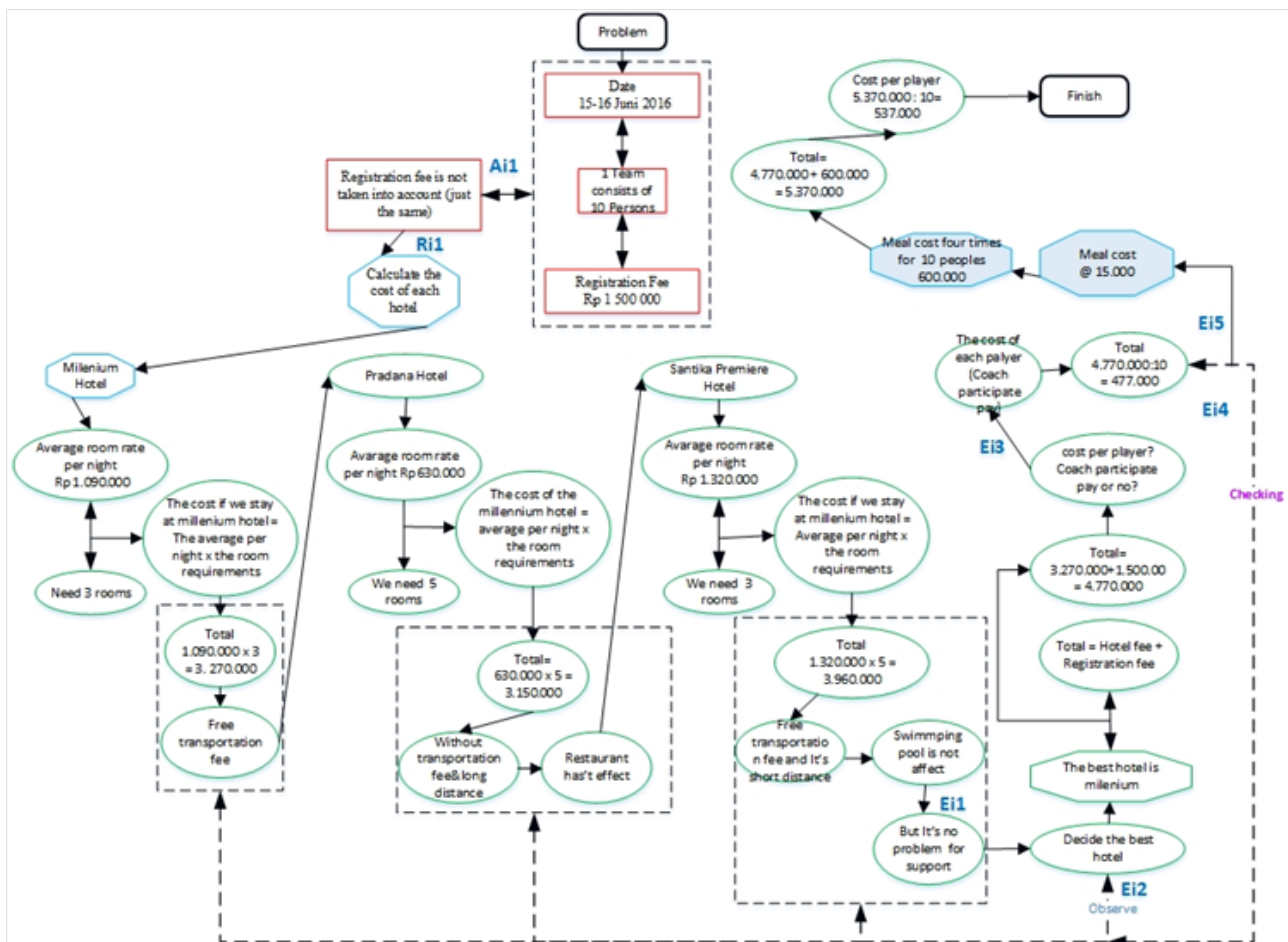 Problem
Date
15-16 Juni 2016
1 Team
consists of
10 Persons
Registration Fee
Rp 1 500 000
Ai1
Registration fee is not
taken into account (just
the same)
Ri1
Calculate the
cost of each
hotel
Milenium
Hotel
Average room rate
per night
Rp 1.090.000
Need 3 rooms
The cost if we stay
at millenium hotel =
The average per
night x the room
requirements
Total
1.090.000 x 3
= 3. 270.000
Free
transportation
fee
Pradana Hotel
Avarage room rate
per night Rp 630.000
We need 5
rooms
The cost of the
millennium hotel =
average per night x
the room
requirements
Total=
630.000 x 5 =
3.150.000
Without
transportation
fee&long
distance
Restaurant
has't effect
Santika Premiere
Hotel
Avarage room rate
per night
Rp 1.320.000
We need 3
rooms
The cost if we stay
at millenium hotel =
Average per night x
the room
requirements
Total
1.320.000 x 5 =
3.960.000
Free
transportatio
n fee and It's
short distance
Swimmping
pool is not
affect
Ei1
But It's no
problem for
support
Decide the best
hotel
Ei2
Observe
The best hotel is
milenium
Total = Hotel fee +
Registration fee
Total=
3.270.000+1.500.00
= 4.770.000
cost per player?
Coach participate
pay or no?
Ei3
The cost of
each palyer
(Coach
participate
pay)
Total
4.770.000:10
= 477.000
Ei4
Checking
Ei5
Meal cost
@ 15.000
Meal cost four times
for 10 peoples
600.000
Total=
4.770.000+ 600.000
= 5.370.000
Cost per player
5.370.000 : 10=
537.000
Finish